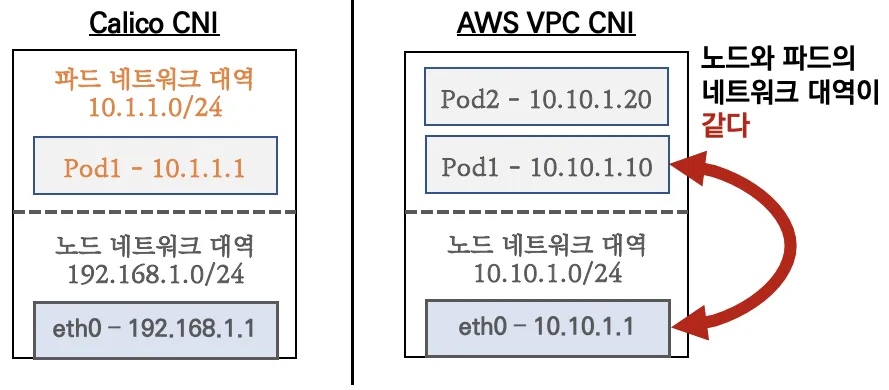 Calico CNI
파드 네트워크 대역
10.1.1.0/24
Pod1 - 10.1.1.1
노드 네트워크 대역
192.168.1.0/24
eth0 – 192.168.1.1
AWS VPC CNI
Pod2 - 10.10.1.20
Pod1 - 10.10.1.10
노드 네트워크 대역
10.10.1.0/24
eth0 – 10.10.1.1
노드와 파드의
네트워크 대역이
같다